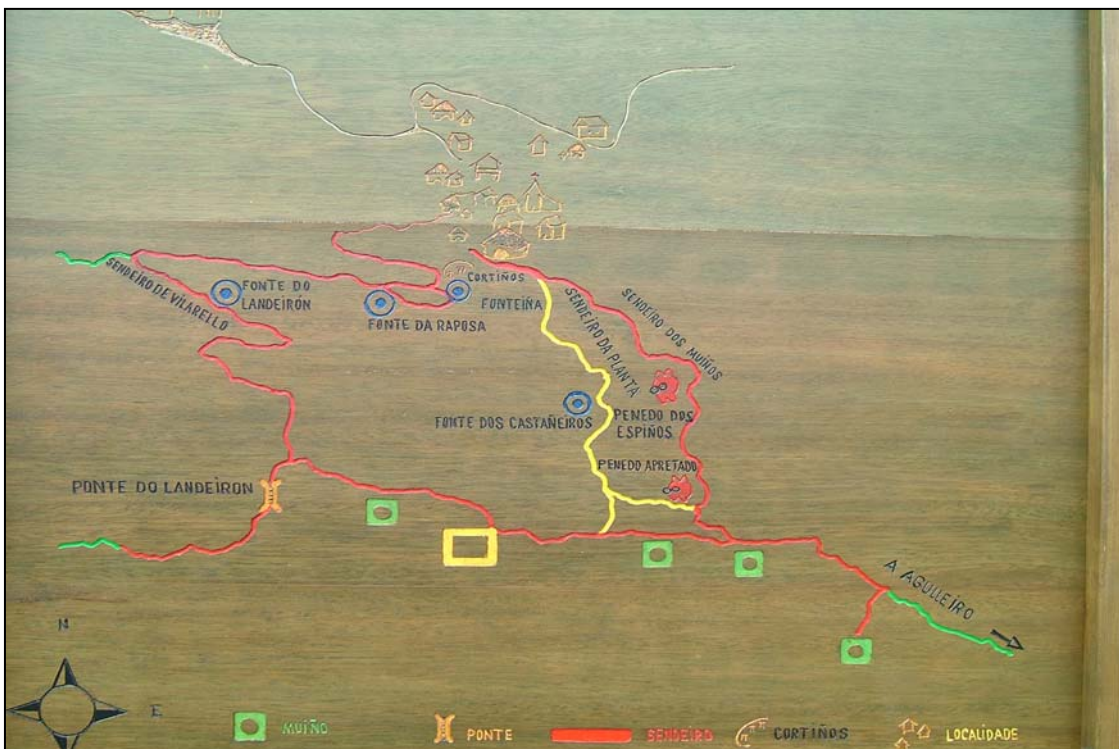 CORTIÑOS
SENDEIRO DE VILARELLO
FONTE DO
LANDEIRÓN
FONTEIÑA
FONTE DA RAPOSA
SENDEIRO DA PLANTA
SENDEIRO DOS MUIÑOS
FONTE DOS CASTAÑEIROS
PENEDO DOS
ESPIÑOS
PENEDO APRETADO
PONTE DO LANDEIRON
A AGULLEIRO
N
E
MUIÑO
PONTE
SENDEIRO
CORTIÑOS
LOCALIDADE